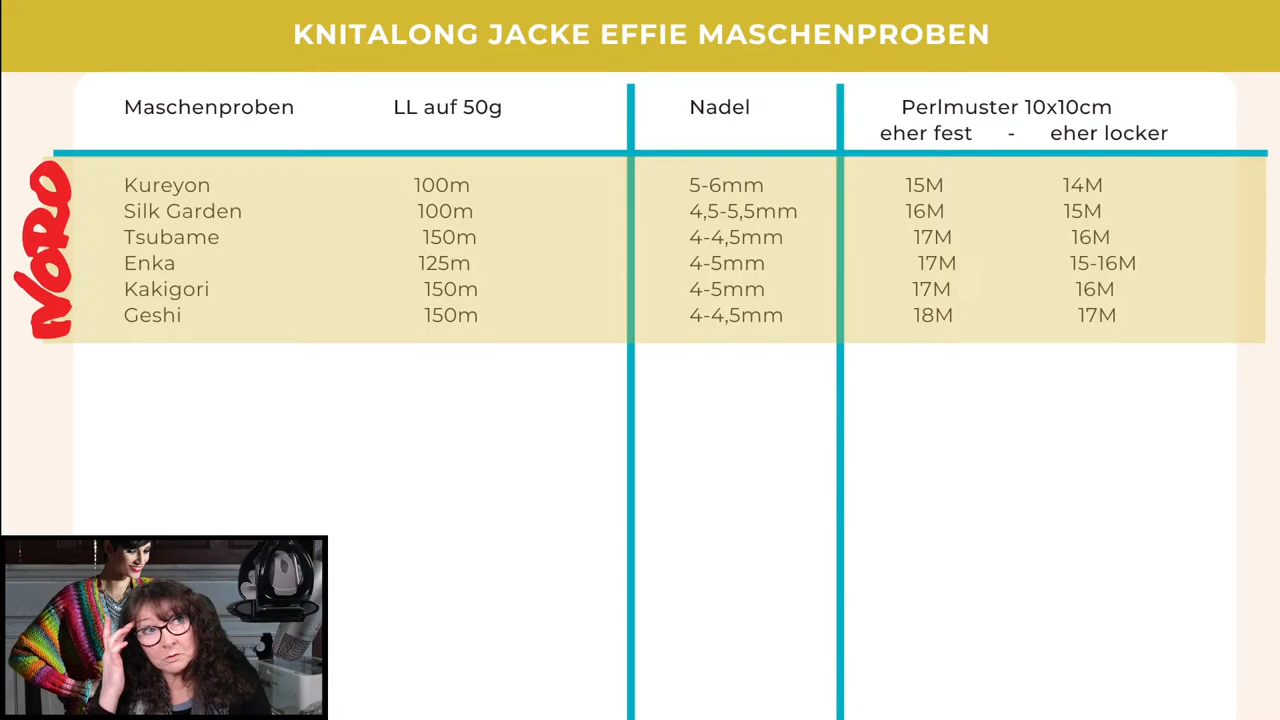 KNITALONG JACKE EFFIE MASCHENPROBEN
Maschenproben LL auf 50g Nadel Perlmuster 10x10cm
eher fest - eher locker
NORO
Kureyon 100m 5-6mm 15M 14M
Silk Garden 100m 4,5-5,5mm 16M 15M
Tsubame 150m 4-4,5mm 17M 16M
Enka 125m 4-5mm 17M 15-16M
Kakigori 150m 4-5mm 17M 16M
Geshi 150m 4-4,5mm 18M 17M